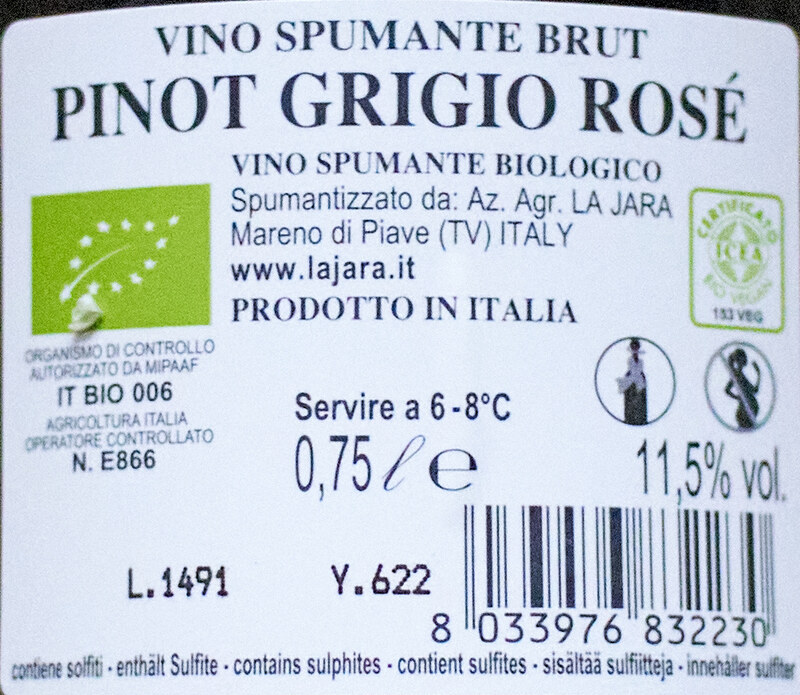 VINO SPUMANTE BRUT
PINOT GRIGIO ROSÉ
VINO SPUMANTE BIOLOGICO
Spumantizzato da: Az. Agr. LA JARA
Mareno di Piave (TV) ITALY
www.lajara.it
PRODOTTO IN ITALIA
CERTIFICATO
ICEA
BIO VEGAN
153 VEG
ORGANISMO DI CONTROLLO
AUTORIZZATO DA MIPAAF
IT BIO 006
AGRICOLTURA ITALIA
OPERATORE CONTROLLATO
N. E866
Servire a 6-8°C
0,75 ℓ e
11,5% vol.
L.1491 Y.622
8 033976 832230
contiene solfiti - enthält Sulfite - contains sulphites - contient sulfites - sisältää sulfiitteja - innehåller sulfiter